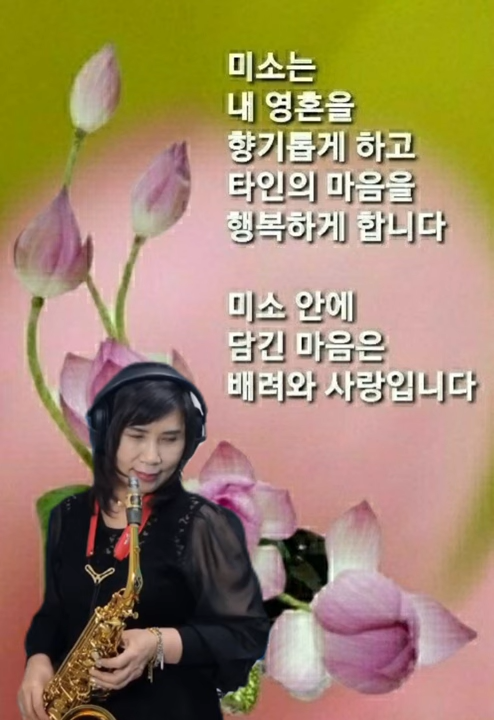 미소는
내 영혼을
향기롭게 하고
타인의 마음을
행복하게 합니다
미소 안에
담긴 마음은
배려와 사랑입니다